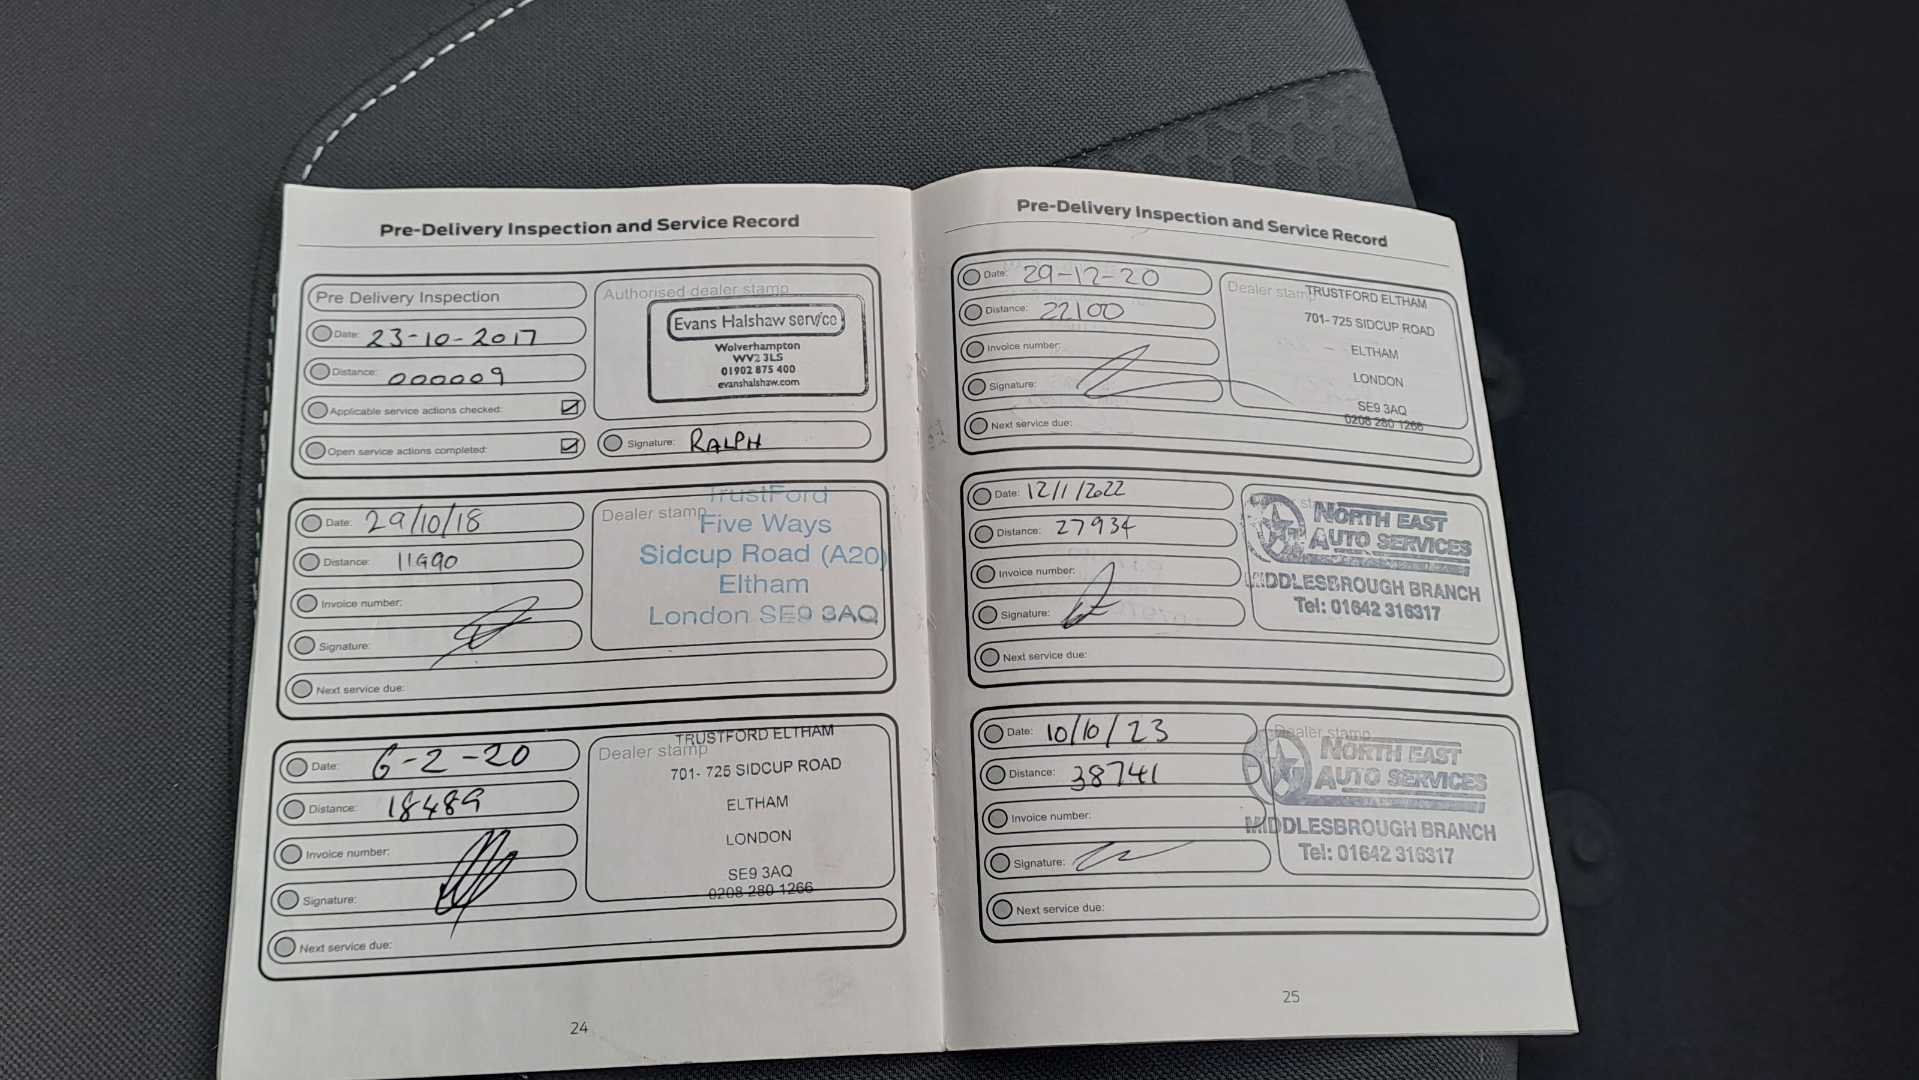 Pre-Delivery Inspection and Service Record
Pre Delivery Inspection
Date: 23-10-2017
Distance: 000009
Applicable service actions checked:
Open service actions completed:
Authorised dealer stamp
Evans Halshaw service
Wolverhampton
WV2 3LS
01902 875 400
evanshalshaw.com
Signature: RALPH
Date: 29/10/18
Distance: 11990
Invoice number:
Signature:
Next service due:
Dealer stamp
TrustFord
Five Ways
Sidcup Road (A20)
Eltham
London SE9 3AQ
Date: 6-2-20
Distance: 18489
Invoice number:
Signature:
Next service due:
Dealer stamp
TRUSTFORD ELTHAM
701- 725 SIDCUP ROAD
ELTHAM
LONDON
SE9 3AQ
0208 280 1266
24
Pre-Delivery Inspection and Service Record
Date: 29-12-20
Distance: 22100
Invoice number:
Signature:
Next service due:
Dealer stamp
TRUSTFORD ELTHAM
701- 725 SIDCUP ROAD
ELTHAM
LONDON
SE9 3AQ
0208 280 1266
Date: 12/1/2022
Distance: 27934
Invoice number:
Signature:
Next service due:
NORTH EAST
AUTO SERVICES
MIDDLESBROUGH BRANCH
Tel: 01642 316317
Date: 10/10/23
Distance: 38741
Invoice number:
Signature:
Next service due:
Dealer stamp
NORTH EAST
AUTO SERVICES
MIDDLESBROUGH BRANCH
Tel: 01642 316317
25